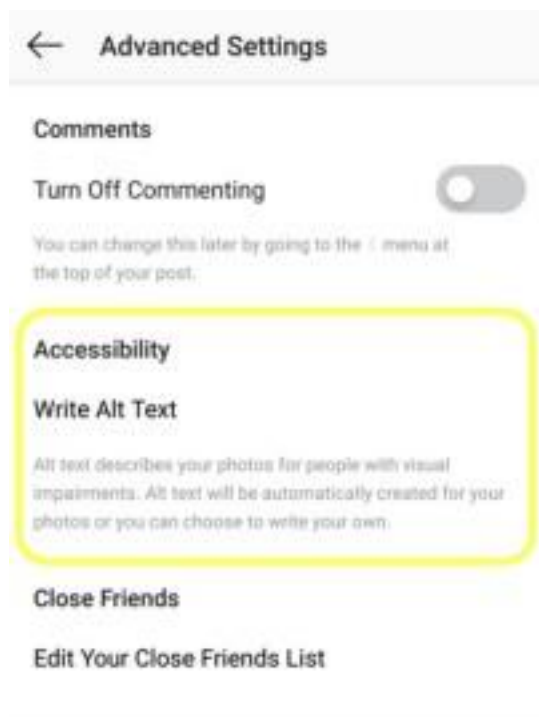 Advanced Settings
Comments
Turn Off Commenting
You can change this later by going to the ⋮ menu at
the top of your post.
Accessibility
Write Alt Text
Alt text describes your photos for people with visual
impairments. Alt text will be automatically created for your
photos or you can choose to write your own.
Close Friends
Edit Your Close Friends List